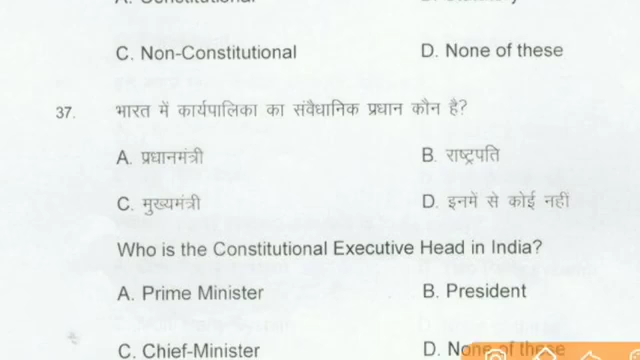 C. Non-Constitutional D. None of these
37. भारत में कार्यपालिका का संवैधानिक प्रधान कौन है?
A. प्रधानमंत्री B. राष्ट्रपति
C. मुख्यमंत्री D. इनमें से कोई नहीं
Who is the Constitutional Executive Head in India?
A. Prime Minister B. President
C. Chief-Minister D. None of these